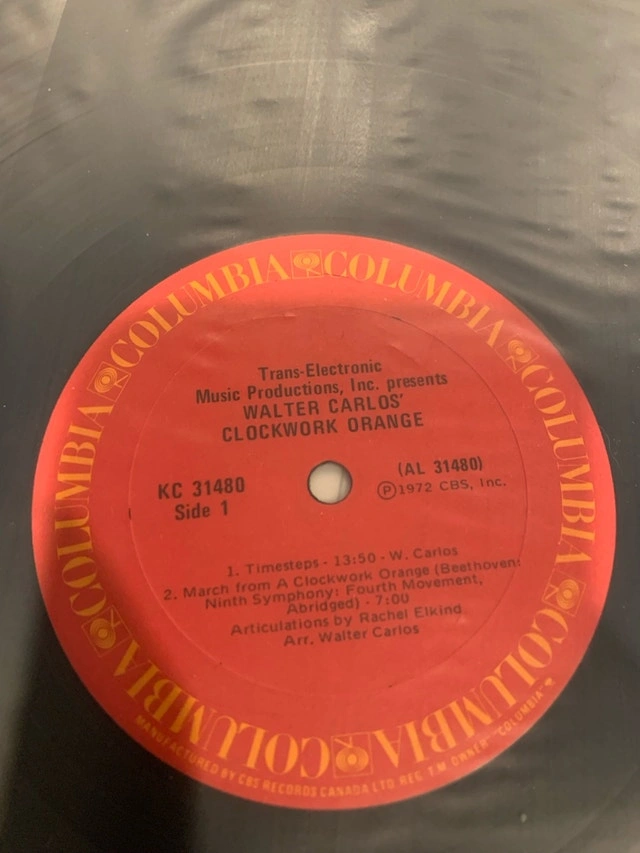 COLUMBIA COLUMBIA COLUMBIA COLUMBIA COLUMBIA COLUMBIA COLUMBIA
Trans-Electronic
Music Productions, Inc. presents
WALTER CARLOS'
CLOCKWORK ORANGE
KC 31480
Side 1
(AL 31480)
Ⓟ1972 CBS, Inc.
1. Timesteps - 13:50 - W. Carlos
2. March from A Clockwork Orange (Beethoven:
Ninth Symphony: Fourth Movement,
Abridged) - 7:00
Articulations by Rachel Elkind
Arr. Walter Carlos
MANUFACTURED BY CBS RECORDS CANADA LTD REG. T.M. OWNER "COLUMBIA"